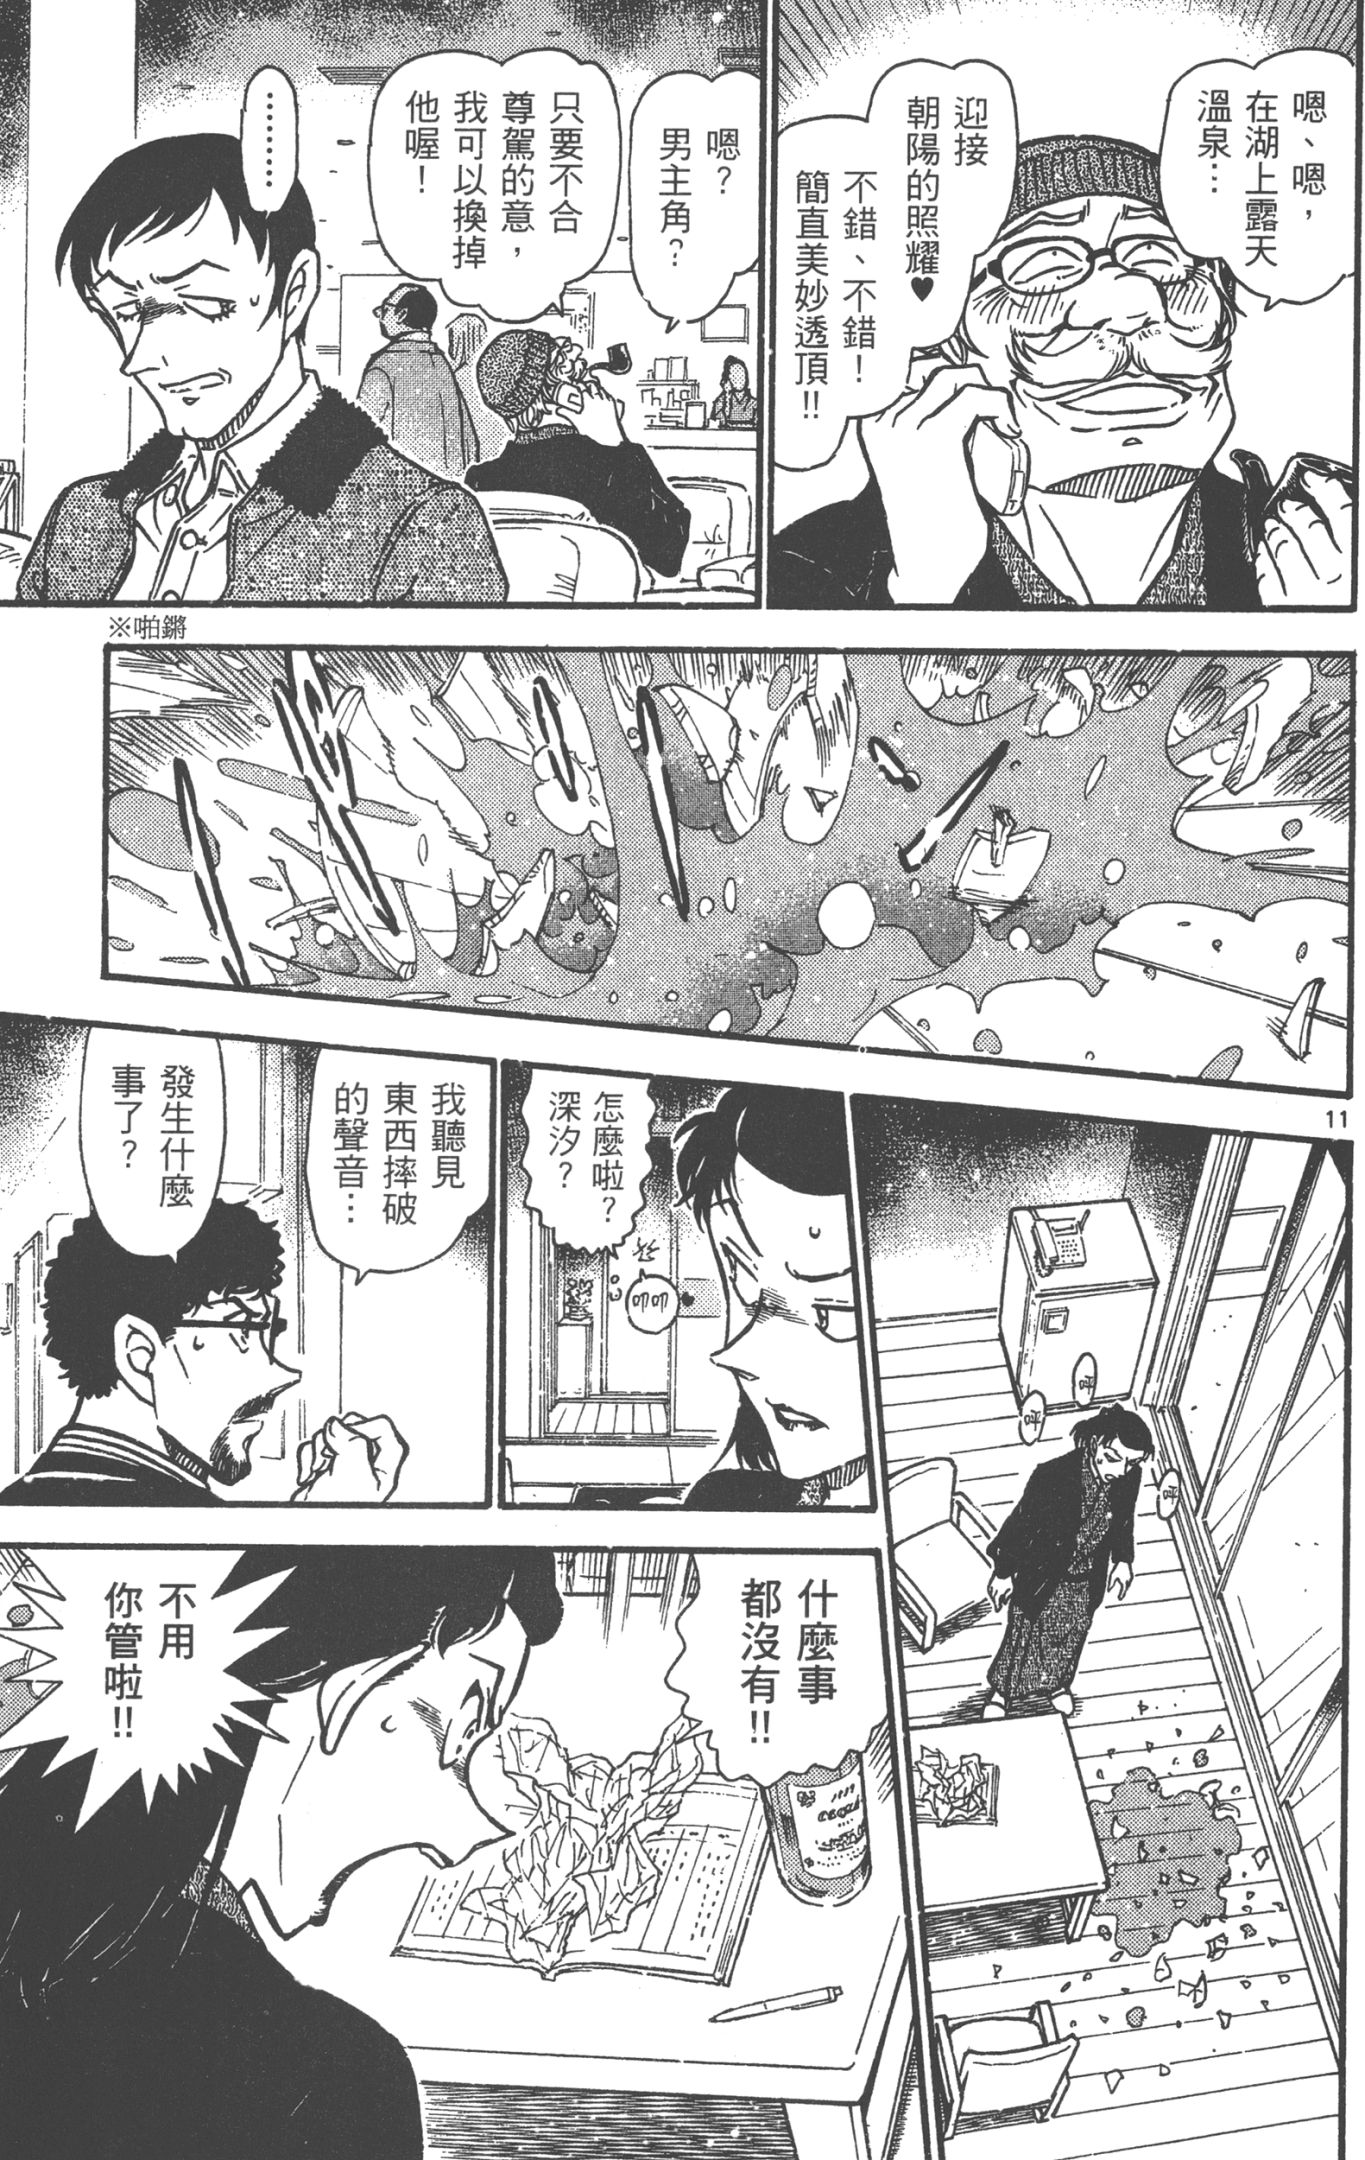 嗯、嗯，
在湖上露天
溫泉…
迎接
朝陽的照耀♥
不錯、不錯！
簡直美妙透頂!!
嗯？
男主角？
只要不合
尊駕的意，
我可以換掉
他喔！
………
※啪鏘
11
呼
呼
呼
怎麼啦？
深汐？
叩叩
我聽見
東西摔破
的聲音…
發生什麼
事了？
什麼事
都沒有!!
不用
你管啦!!